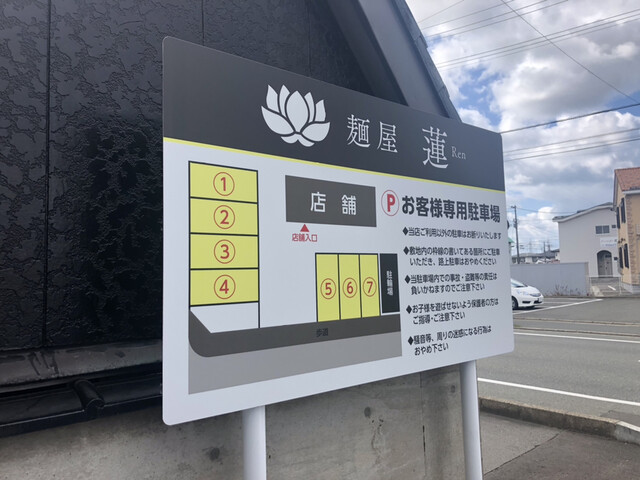 麺屋 蓮 Ren
①
②
③
④
店舗
店舗入口
⑤ ⑥ ⑦
駐輪場
歩道
P お客様専用駐車場
◆当店ご利用以外の駐車はお断りいたします
◆敷地内の枠線の書いてある箇所にご駐車
いただき、路上駐車はおやめください
◆当駐車場内での事故・盗難等の責任は
負いかねますのでご注意下さい
◆お子様を遊ばせないよう保護者の方は
ご指導・ご注意下さい
◆騒音等、周りの迷惑になる行為は
おやめ下さい